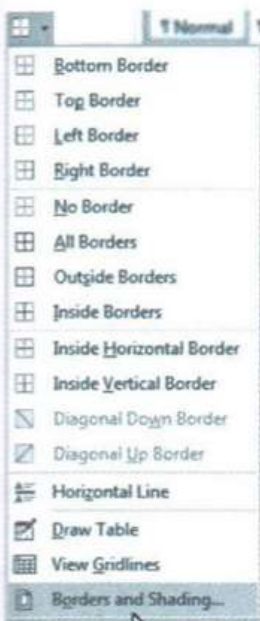 ¶ Normal
Bottom Border
Top Border
Left Border
Right Border
No Border
All Borders
Outside Borders
Inside Borders
Inside Horizontal Border
Inside Vertical Border
Diagonal Down Border
Diagonal Up Border
Horizontal Line
Draw Table
View Gridlines
Borders and Shading...